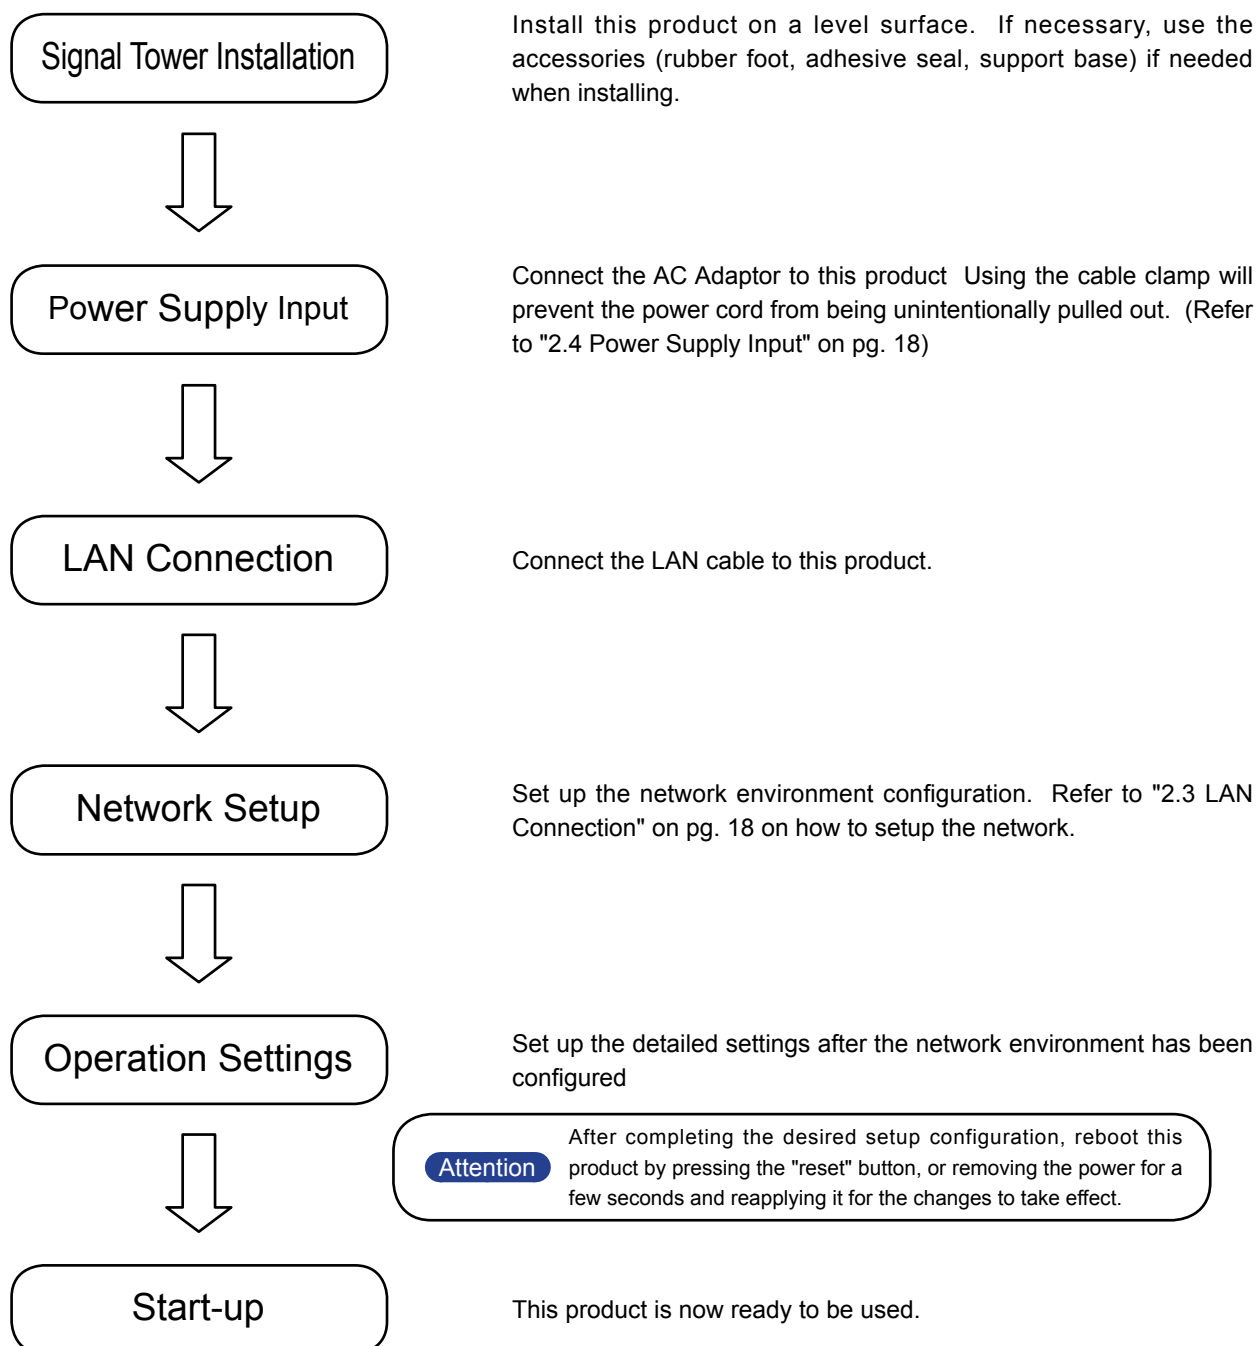 Signal Tower Installation
Install this product on a level surface. If necessary, use the
accessories (rubber foot, adhesive seal, support base) if needed
when installing.
Power Supply Input
Connect the AC Adaptor to this product Using the cable clamp will
prevent the power cord from being unintentionally pulled out. (Refer
to "2.4 Power Supply Input" on pg. 18)
LAN Connection
Connect the LAN cable to this product.
Network Setup
Set up the network environment configuration. Refer to "2.3 LAN
Connection" on pg. 18 on how to setup the network.
Operation Settings
Set up the detailed settings after the network environment has been
configured
Attention
After completing the desired setup configuration, reboot this
product by pressing the "reset" button, or removing the power for a
few seconds and reapplying it for the changes to take effect.
Start-up
This product is now ready to be used.